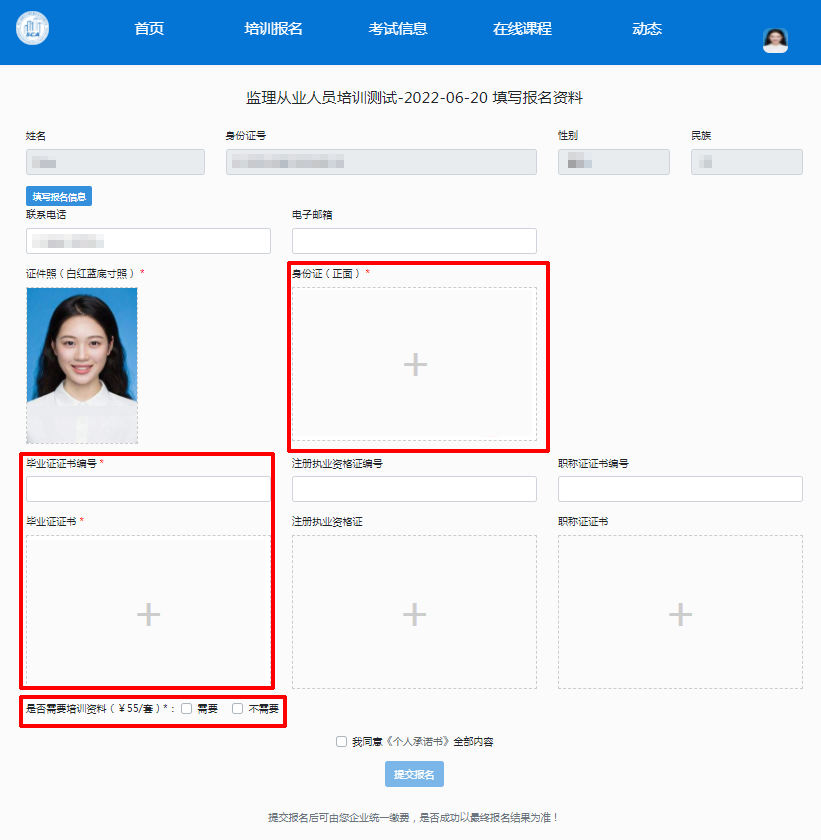 SCA
首页 培训报名 考试信息 在线课程 动态
监理从业人员培训测试-2022-06-20 填写报名资料
姓名 身份证号 性别 民族
填写报名信息
联系电话 电子邮箱
证件照（白红蓝底寸照）* 身份证（正面）*
毕业证证书编号 * 注册执业资格证编号 职称证证书编号
毕业证证书 * 注册执业资格证 职称证证书
是否需要培训资料（￥55/套）*： 需要 不需要
我同意《个人承诺书》全部内容
提交报名
提交报名后可由您企业统一缴费，是否成功以最终报名结果为准！